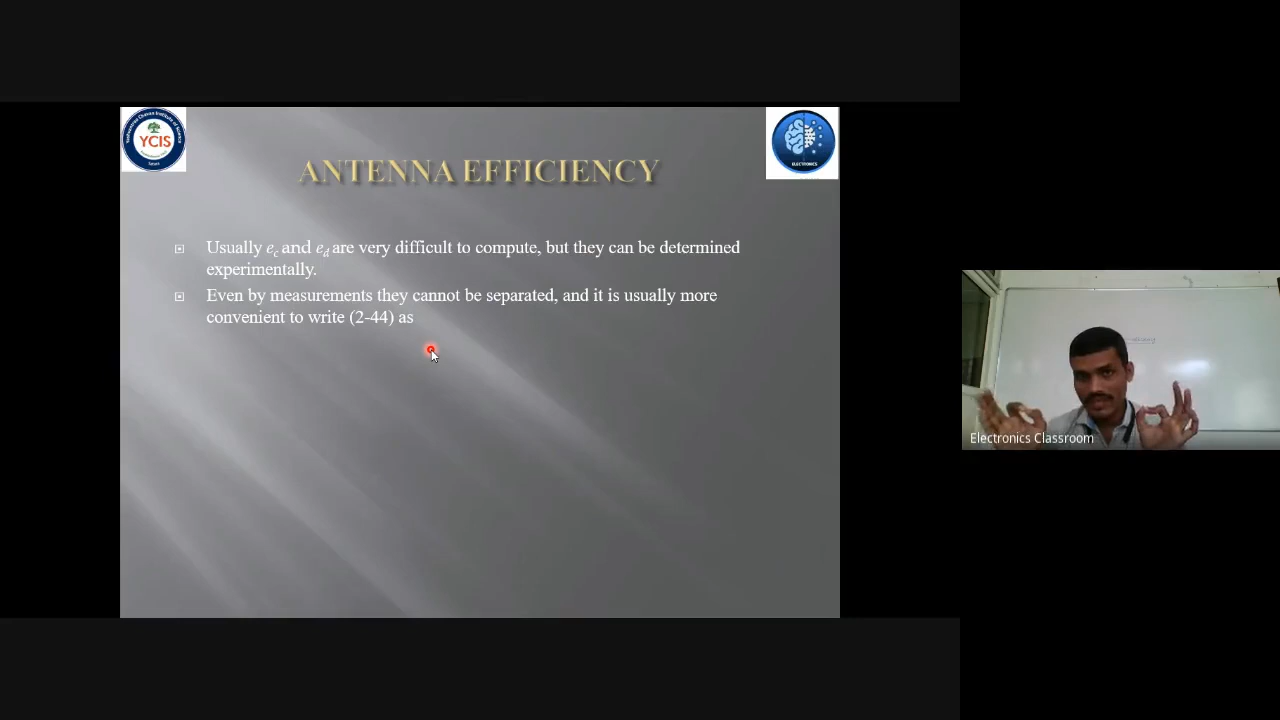 YCIS
ELECTRONICS
ANTENNA EFFICIENCY
Usually e_c and e_d are very difficult to compute, but they can be determined
experimentally.
Even by measurements they cannot be separated, and it is usually more
convenient to write (2-44) as
Electronics Classroom